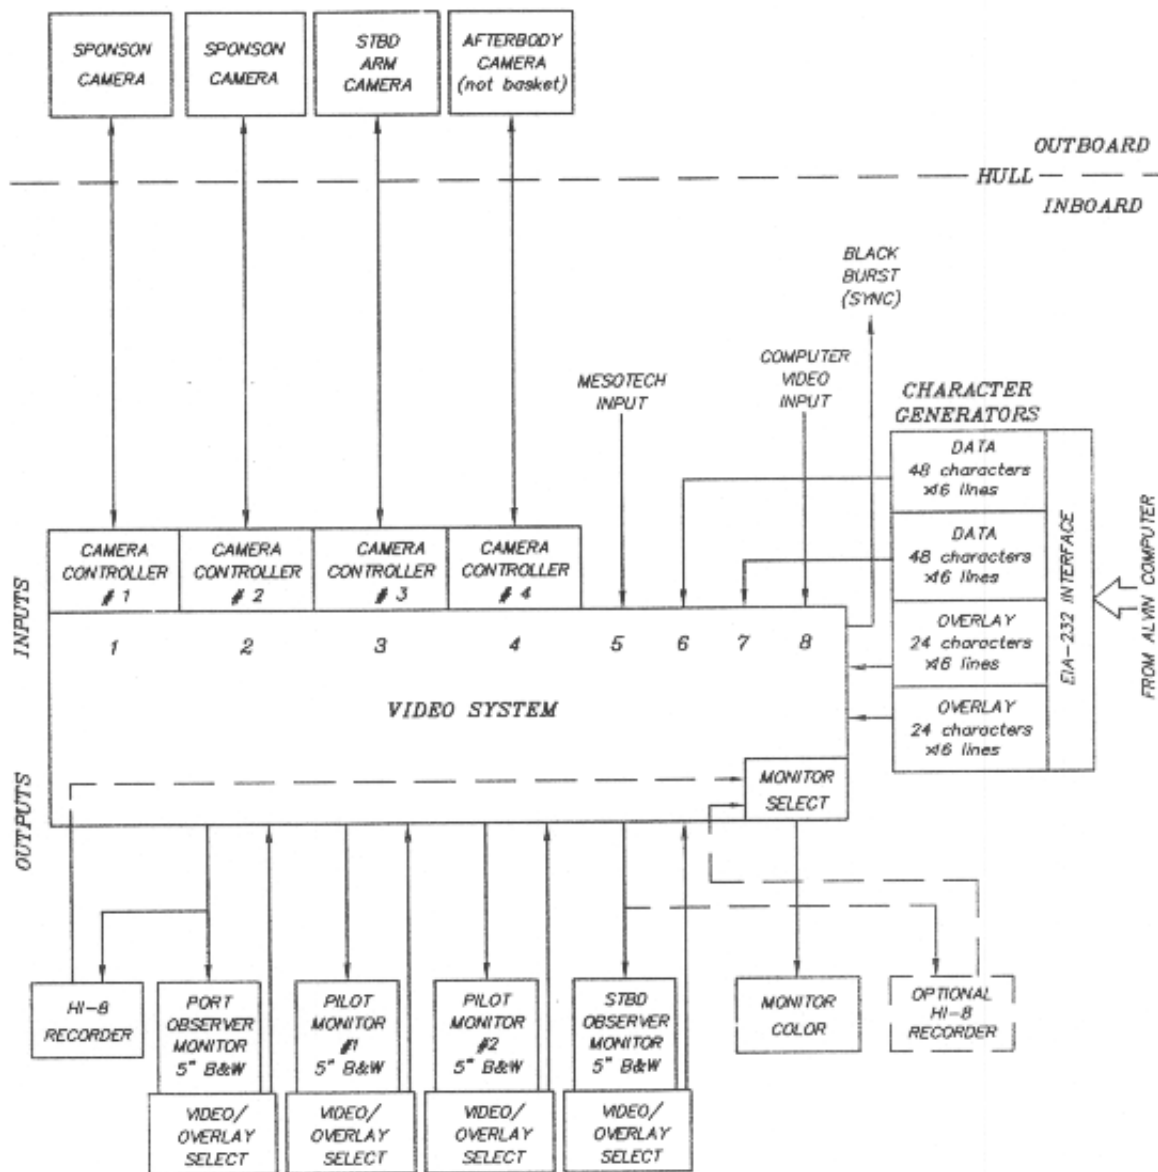 SPONSON
CAMERA
SPONSON
CAMERA
STBD
ARM
CAMERA
AFTERBODY
CAMERA
(not basket)
OUTBOARD
HULL
INBOARD
BLACK
BURST
(SYNC)
MESOTECH
INPUT
COMPUTER
VIDEO
INPUT
CHARACTER
GENERATORS
DATA
48 characters
x16 lines
DATA
48 characters
x16 lines
OVERLAY
24 characters
x16 lines
OVERLAY
24 characters
x16 lines
EIA-232 INTERFACE
FROM ALVIN COMPUTER
INPUTS
CAMERA
CONTROLLER
# 1
CAMERA
CONTROLLER
# 2
CAMERA
CONTROLLER
# 3
CAMERA
CONTROLLER
# 4
1 2 3 4 5 6 7 8
VIDEO SYSTEM
OUTPUTS
MONITOR
SELECT
HI-8
RECORDER
PORT
OBSERVER
MONITOR
5" B&W
VIDEO/
OVERLAY
SELECT
PILOT
MONITOR
#1
5" B&W
VIDEO/
OVERLAY
SELECT
PILOT
MONITOR
#2
5" B&W
VIDEO/
OVERLAY
SELECT
STBD
OBSERVER
MONITOR
5" B&W
VIDEO/
OVERLAY
SELECT
MONITOR
COLOR
OPTIONAL
HI-8
RECORDER